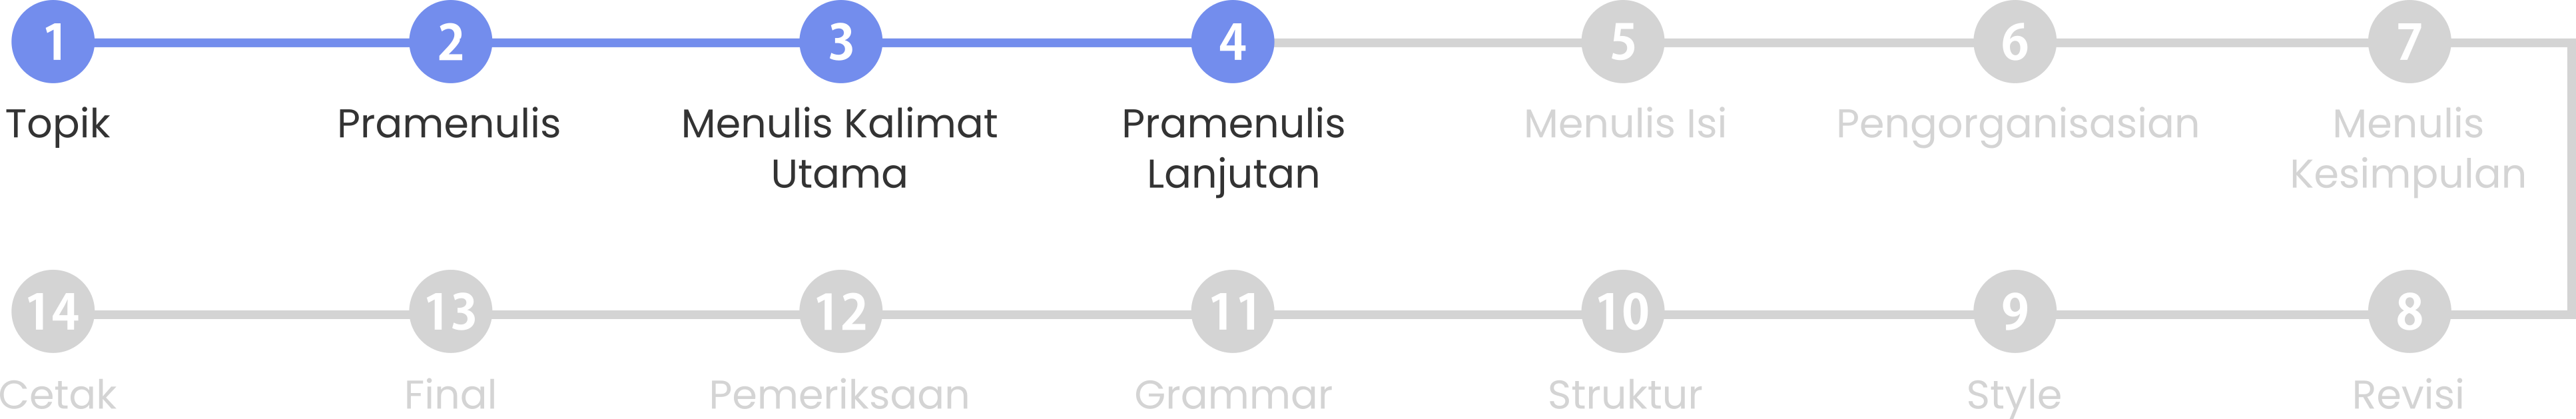 1 2 3 4 5 6 7
Topik Pramenulis Menulis Kalimat Pramenulis Menulis Isi Pengorganisasian Menulis
Utama Lanjutan Kesimpulan
14 13 12 11 10 9 8
Cetak Final Pemeriksaan Grammar Struktur Style Revisi